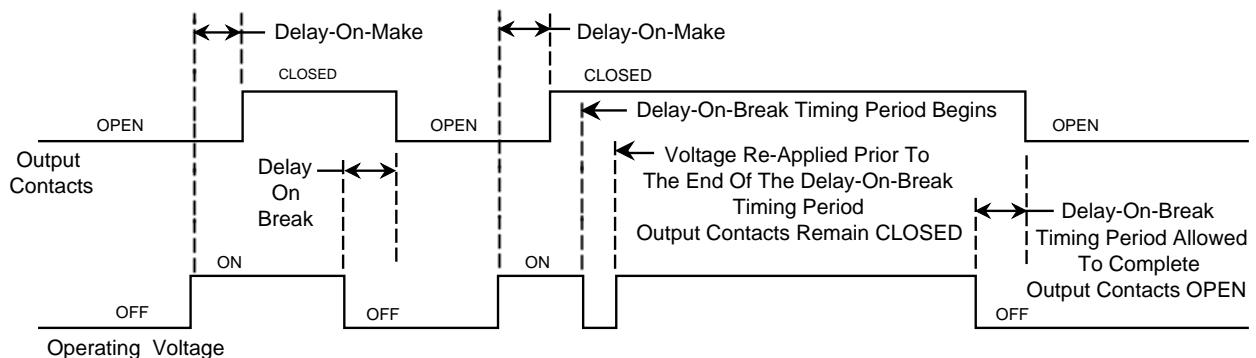 Delay-On-Make
Delay-On-Make
CLOSED
CLOSED
OPEN
OPEN
Delay-On-Break Timing Period Begins
OPEN
Output
Contacts
Delay
On
Break
Voltage Re-Applied Prior To
The End Of The Delay-On-Break
Timing Period
Output Contacts Remain CLOSED
Delay-On-Break
Timing Period Allowed
To Complete
Output Contacts OPEN
ON
ON
OFF
OFF
OFF
Operating Voltage